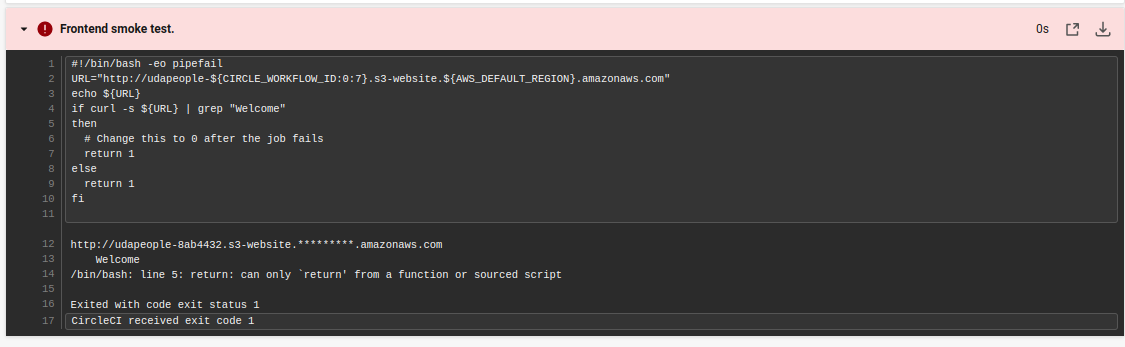 Frontend smoke test.
0s
1 #!/bin/bash -eo pipefail
2 URL="http://udapeople-${CIRCLE_WORKFLOW_ID:0:7}.s3-website.${AWS_DEFAULT_REGION}.amazonaws.com"
3 echo ${URL}
4 if curl -s ${URL} | grep "Welcome"
5 then
6   # Change this to 0 after the job fails
7   return 1
8 else
9   return 1
10 fi
11
12 http://udapeople-8ab4432.s3-website.*********.amazonaws.com
13     Welcome
14 /bin/bash: line 5: return: can only `return' from a function or sourced script
15
16 Exited with code exit status 1
17 CircleCI received exit code 1